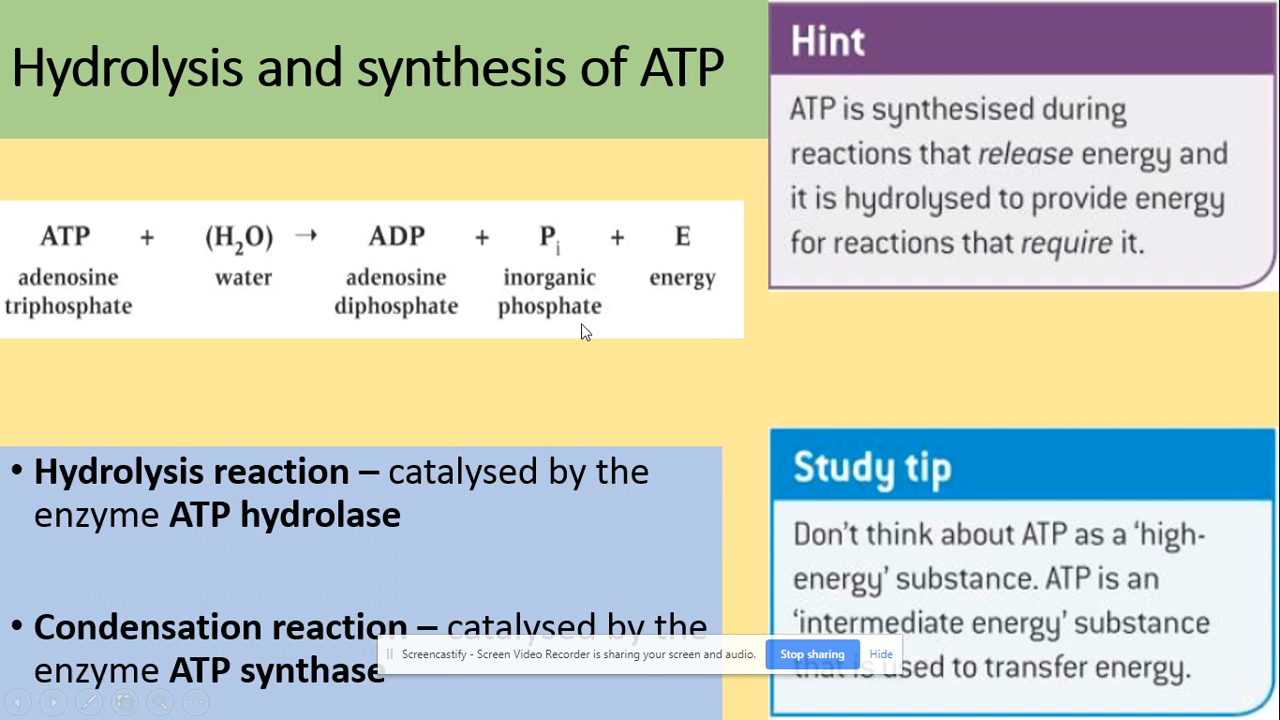 Hydrolysis and synthesis of ATP
ATP + (H₂O) → ADP + Pᵢ + E
adenosine triphosphate water adenosine diphosphate inorganic phosphate energy
• Hydrolysis reaction – catalysed by the
enzyme ATP hydrolase
• Condensation reaction – catalysed by the
enzyme ATP synthase
Hint
ATP is synthesised during
reactions that release energy and
it is hydrolysed to provide energy
for reactions that require it.
Study tip
Don't think about ATP as a 'high-
energy' substance. ATP is an
'intermediate energy' substance
that is used to transfer energy.
Screencastify - Screen Video Recorder is sharing your screen and audio. Stop sharing Hide